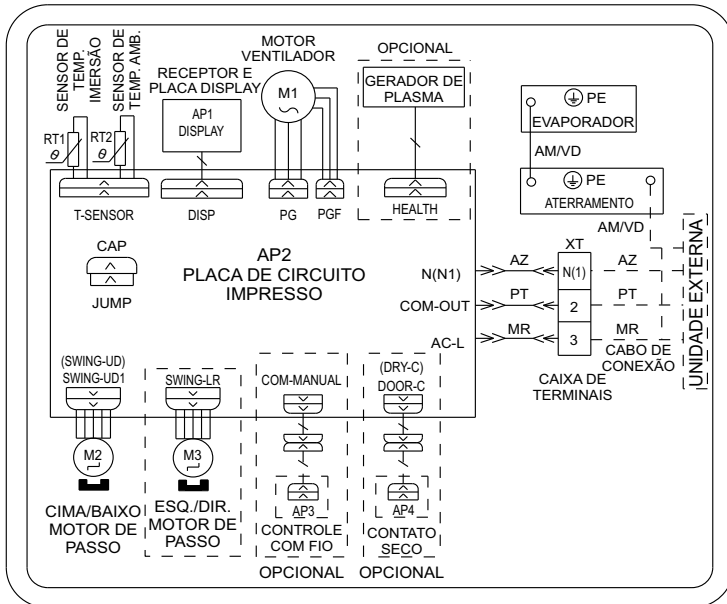 SENSOR DE
TEMP.
IMERSÃO
SENSOR DE
TEMP. AMB.
RT1
θ
RT2
θ
RECEPTOR E
PLACA DISPLAY
AP1
DISPLAY
MOTOR
VENTILADOR
M1
OPCIONAL
GERADOR DE
PLASMA
PE
EVAPORADOR
AM/VD
PE
ATERRAMENTO
AM/VD
T-SENSOR
DISP
PG
PGF
HEALTH
CAP
JUMP
AP2
PLACA DE CIRCUITO
IMPRESSO
N(N1)
COM-OUT
AC-L
AZ
PT
MR
XT
N(1)
2
3
AZ
PT
MR
CAIXA DE
TERMINAIS
CABO DE
CONEXÃO
UNIDADE EXTERNA
(SWING-UD)
SWING-UD1
SWING-LR
COM-MANUAL
(DRY-C)
DOOR-C
M2
M3
AP3
AP4
CIMA/BAIXO
MOTOR DE
PASSO
ESQ./DIR.
MOTOR DE
PASSO
CONTROLE
COM FIO
CONTATO
SECO
OPCIONAL
OPCIONAL